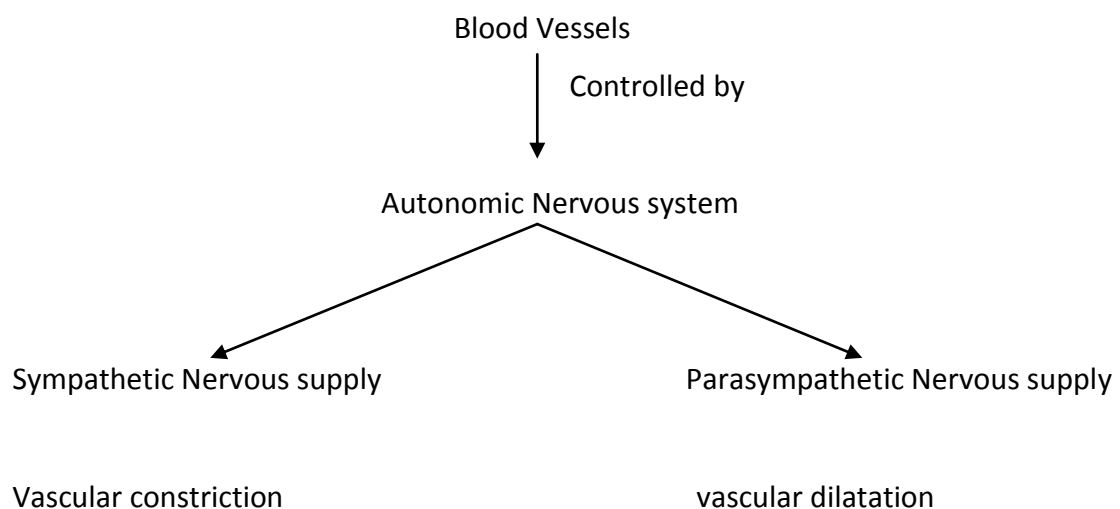 Blood Vessels
Controlled by
Autonomic Nervous system
Sympathetic Nervous supply
Parasympathetic Nervous supply
Vascular constriction
vascular dilatation